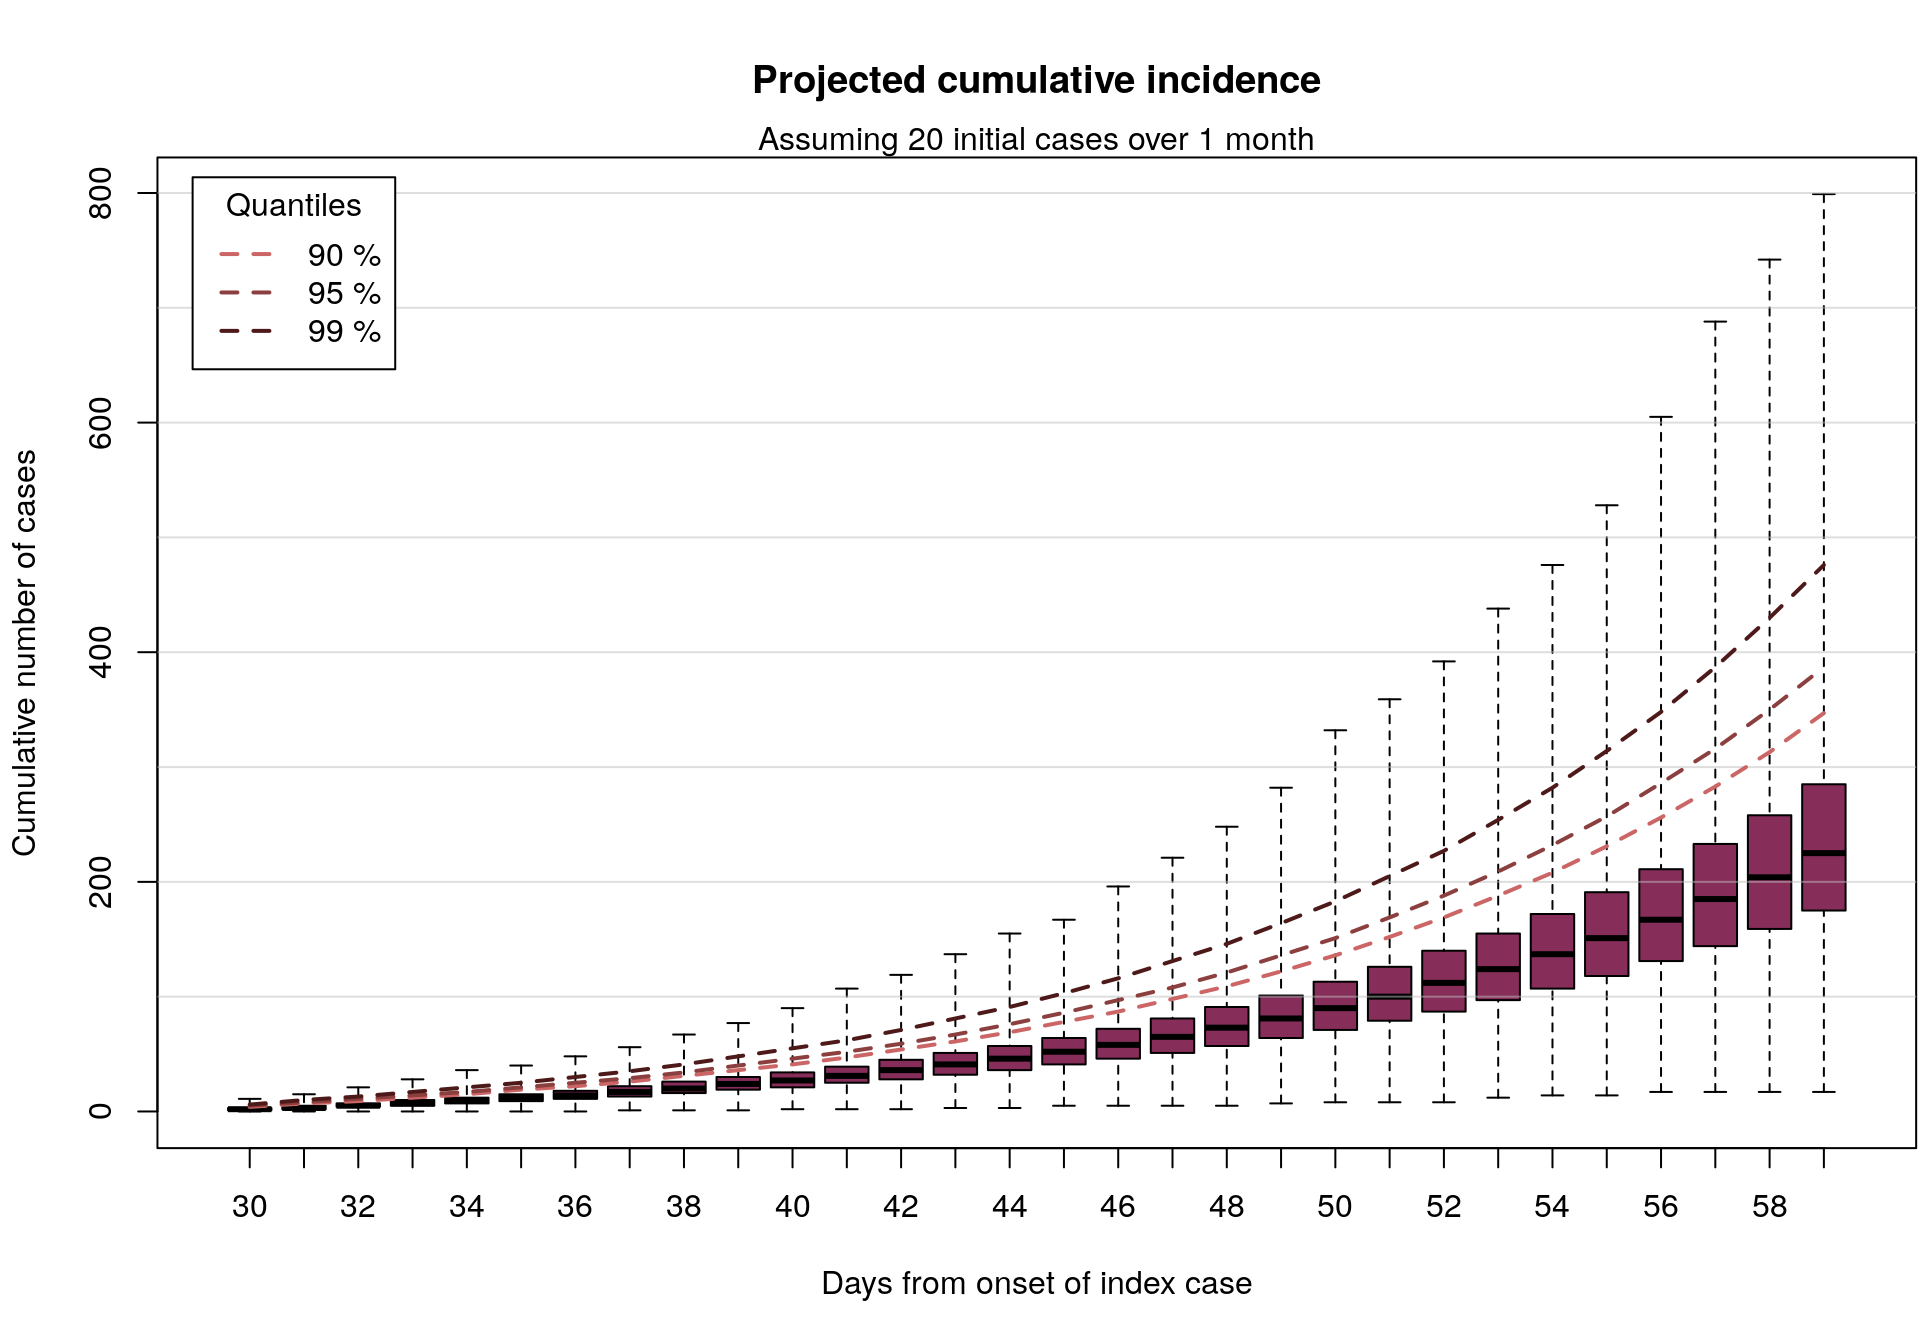 Projected cumulative incidence
Assuming 20 initial cases over 1 month
Quantiles
90 %
95 %
99 %
Cumulative number of cases
800
600
400
200
0
30 32 34 36 38 40 42 44 46 48 50 52 54 56 58
Days from onset of index case